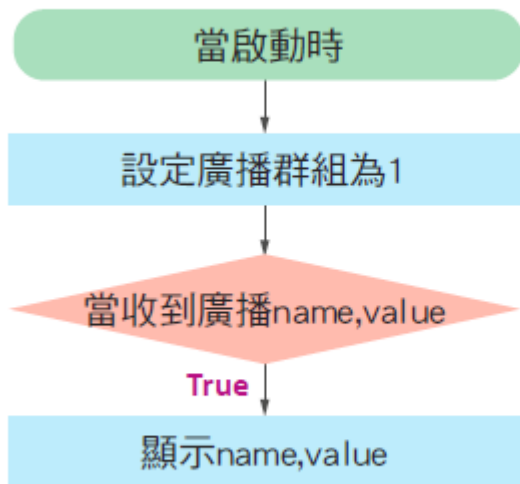 當啟動時
設定廣播群組為1
當收到廣播name,value
True
顯示name,value